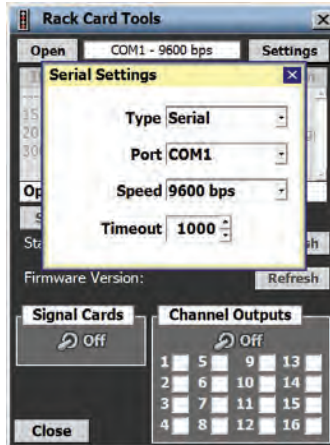 Rack Card Tools
Open COM1 - 9600 bps Settings
Serial Settings
Type Serial
Port COM1
Speed 9600 bps
Timeout 1000
Firmware Version: Refresh
Signal Cards Channel Outputs
Off Off
1 5 9 13
2 6 10 14
3 7 11 15
4 8 12 16
Close